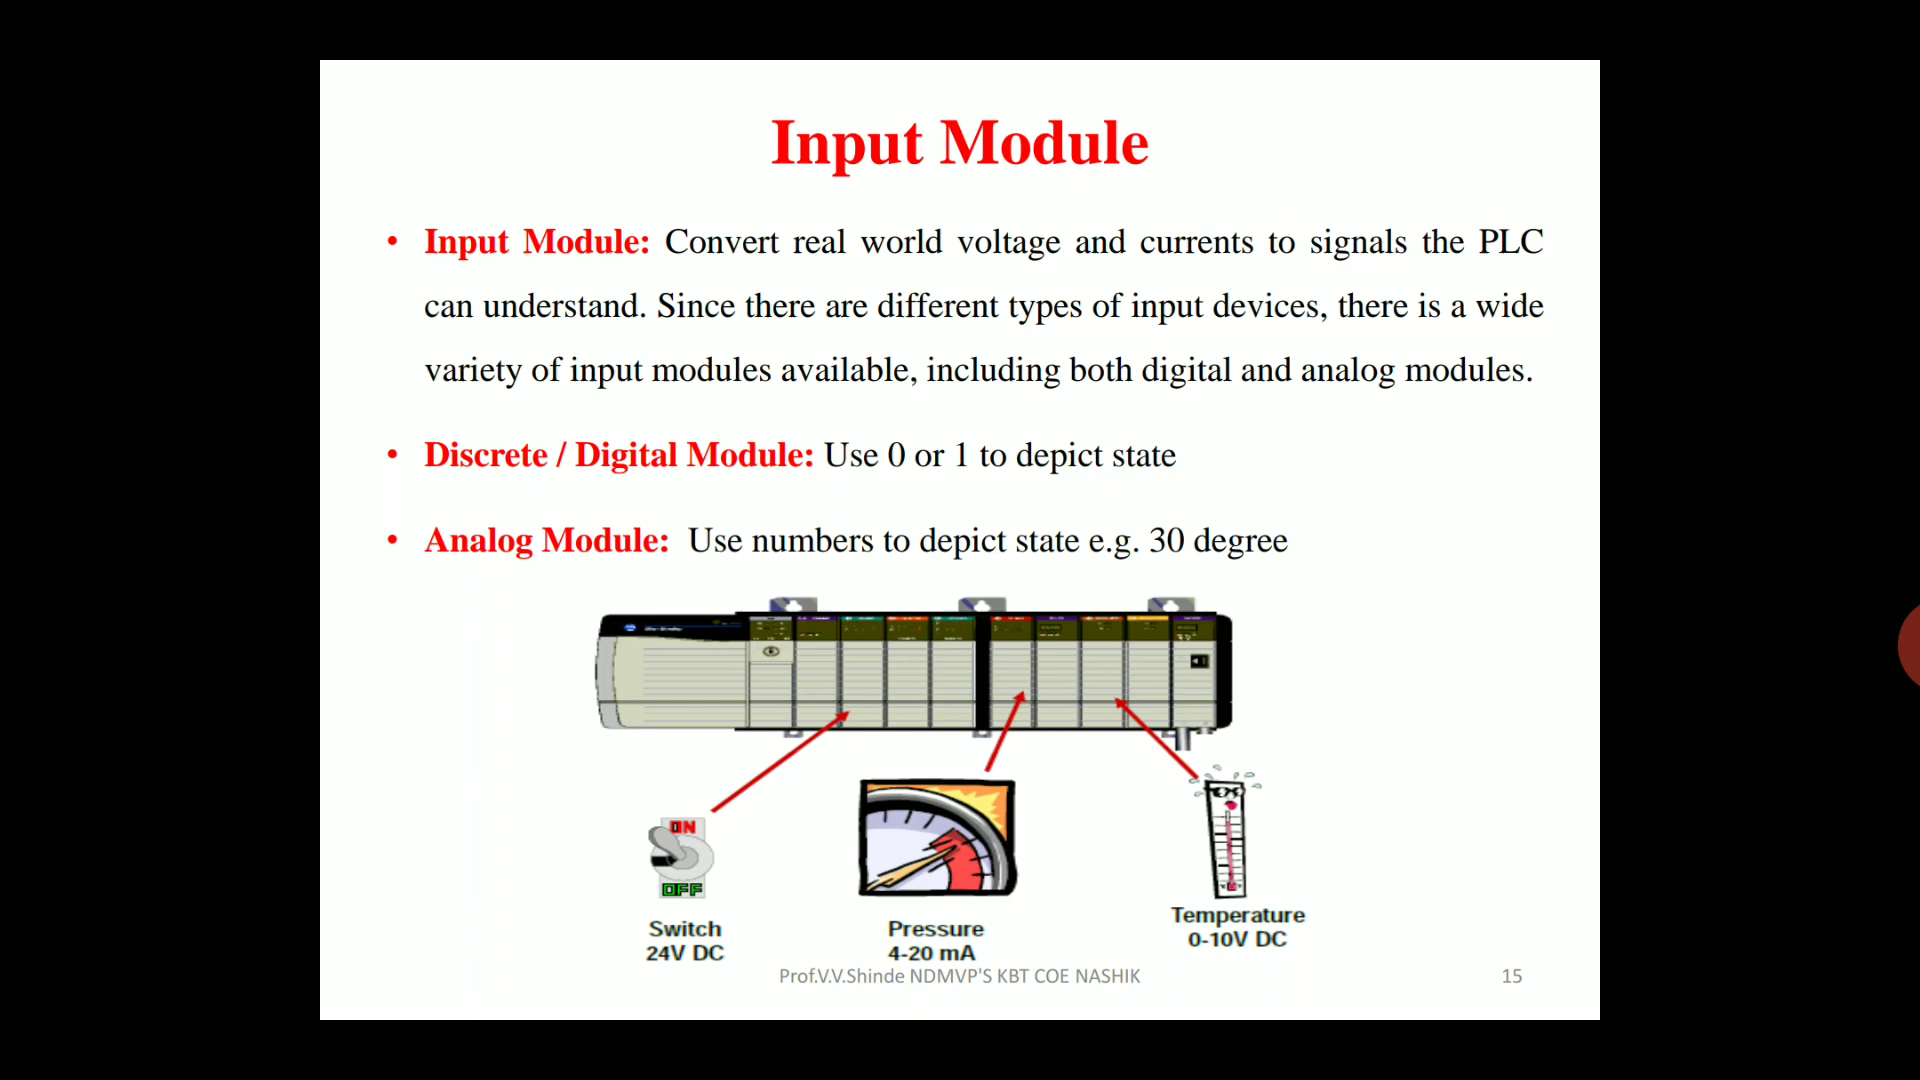 Input Module
• Input Module: Convert real world voltage and currents to signals the PLC
can understand. Since there are different types of input devices, there is a wide
variety of input modules available, including both digital and analog modules.
• Discrete / Digital Module: Use 0 or 1 to depict state
• Analog Module: Use numbers to depict state e.g. 30 degree
ON
OFF
Switch
24V DC
Pressure
4-20 mA
Temperature
0-10V DC
Prof.V.V.Shinde NDMVP'S KBT COE NASHIK
15